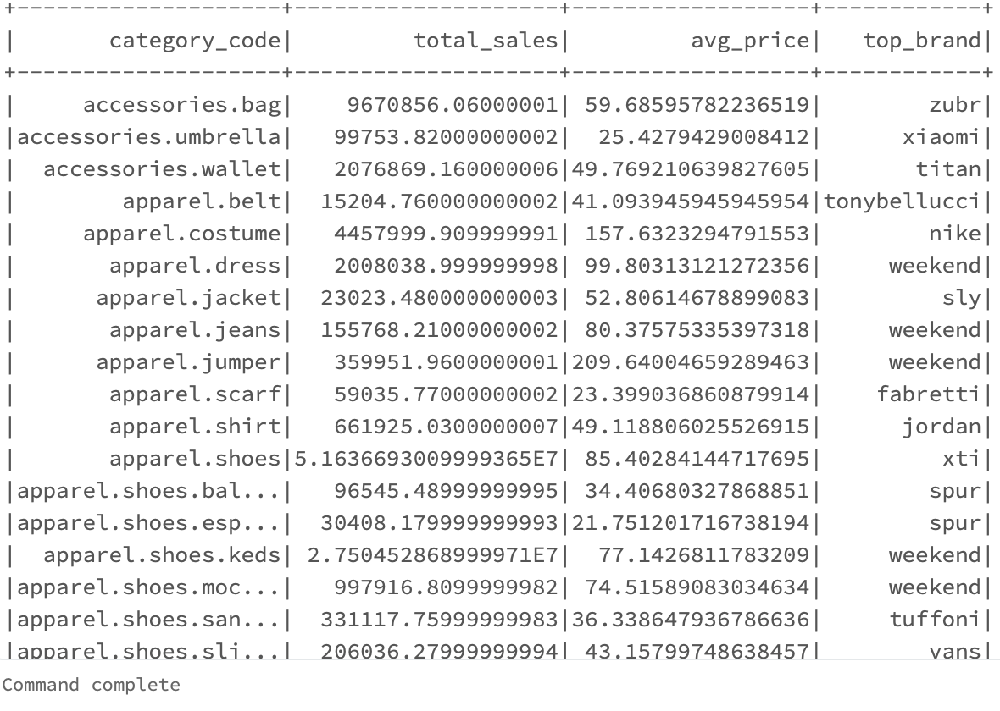 +--------------------+--------------------+------------------+------------+
|       category_code|         total_sales|         avg_price|   top_brand|
+--------------------+--------------------+------------------+------------+
|     accessories.bag|    9670856.06000001| 59.68595782236519|        zubr|
|accessories.umbrella|   99753.82000000002|  25.4279429008412|      xiaomi|
|  accessories.wallet|   2076869.160000006|49.769210639827605|       titan|
|        apparel.belt|  15204.760000000002|41.093945945945954|tonybellucci|
|     apparel.costume|   4457999.909999991| 157.6323294791553|        nike|
|       apparel.dress|   2008038.999999998| 99.80313121272356|     weekend|
|      apparel.jacket|  23023.480000000003| 52.80614678899083|         sly|
|       apparel.jeans|  155768.21000000002| 80.37575335397318|     weekend|
|      apparel.jumper|   359951.9600000001|209.64004659289463|     weekend|
|       apparel.scarf|   59035.77000000002|23.399036860879914|    fabretti|
|       apparel.shirt|   661925.0300000007|49.118806025526915|      jordan|
|       apparel.shoes|5.1636693009999365E7| 85.40284144717695|         xti|
|apparel.shoes.bal...|   96545.48999999995| 34.40680327868851|        spur|
|apparel.shoes.esp...|  30408.179999999993|21.751201716738194|        spur|
|  apparel.shoes.keds| 2.750452868999971E7|  77.1426811783209|     weekend|
|apparel.shoes.moc...|   997916.8099999982| 74.51589083034634|     weekend|
|apparel.shoes.san...|  331117.75999999983|36.338647936786636|     tuffoni|
|apparel.shoes.sli...|  206036.27999999994| 43.15799748638457|        vans|
Command complete